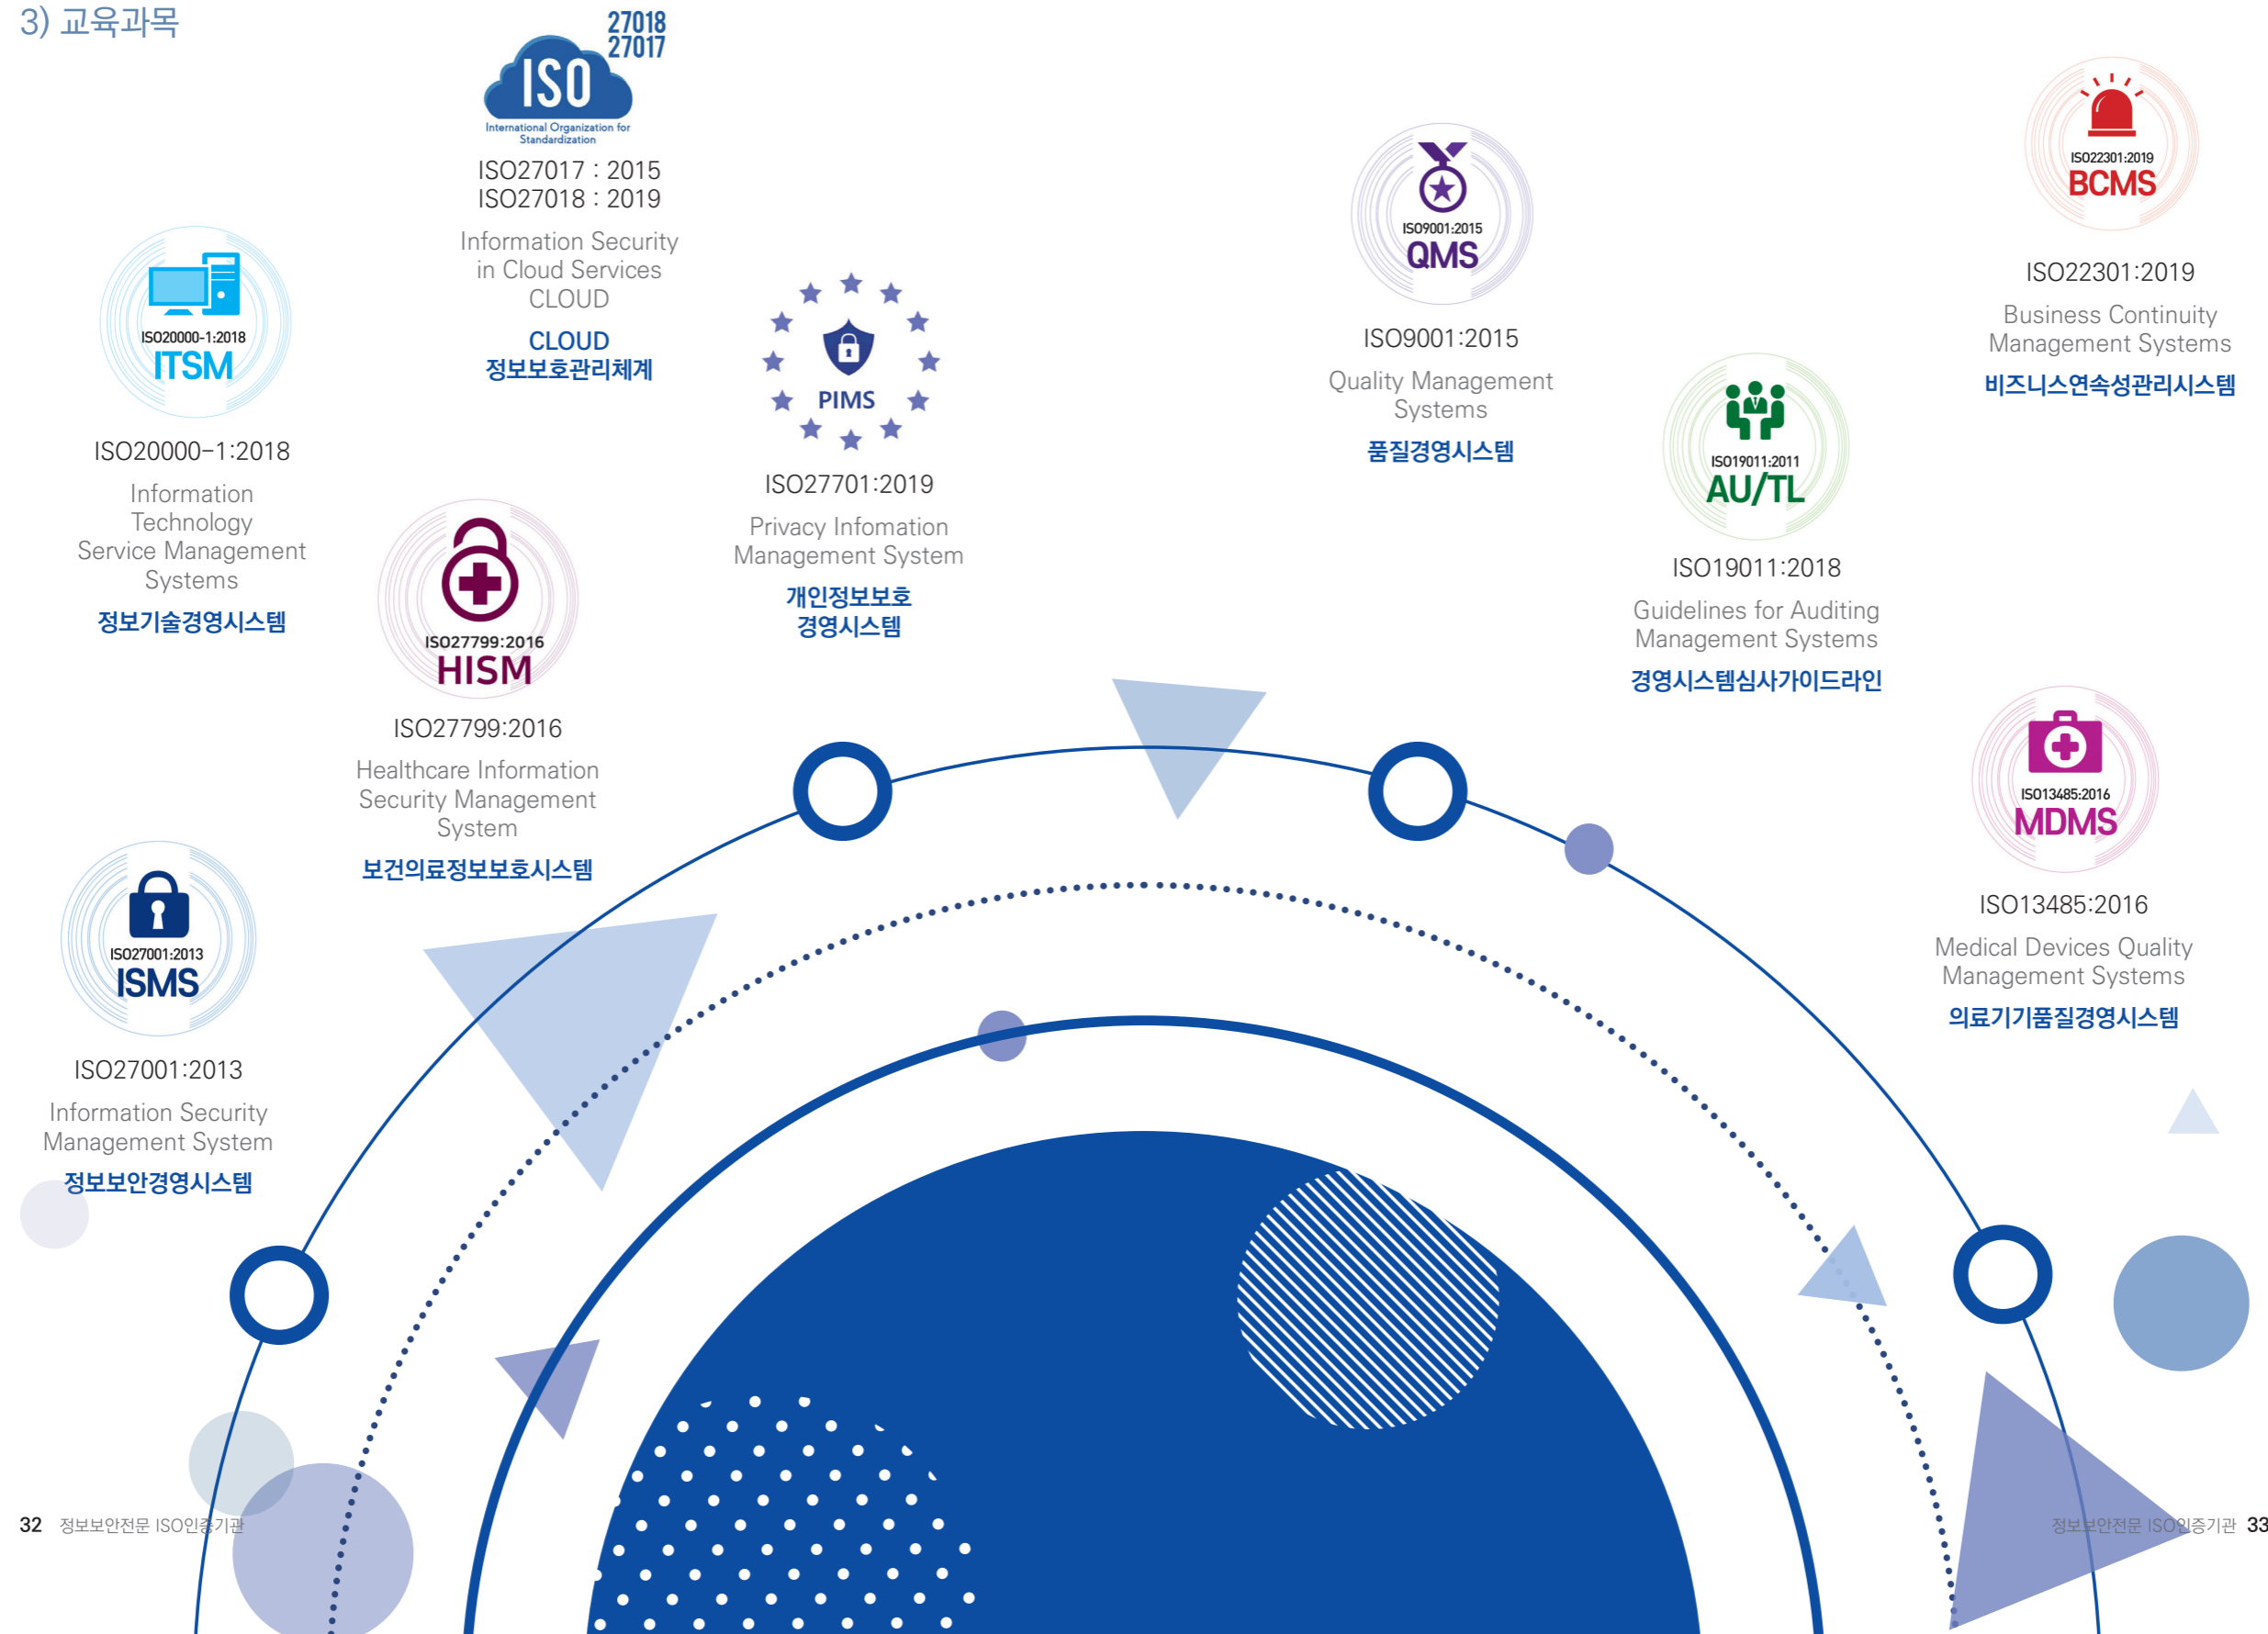 3) 교육과목
27018
27017
ISO
International Organization for
Standardization
ISO27017 : 2015
ISO27018 : 2019
Information Security
in Cloud Services
CLOUD
CLOUD
정보보호관리체계
ISO20000-1:2018
ITSM
ISO20000-1:2018
Information
Technology
Service Management
Systems
정보기술경영시스템
PIMS
ISO27701:2019
Privacy Infomation
Management System
개인정보보호
경영시스템
ISO27799:2016
HISM
ISO27799:2016
Healthcare Information
Security Management
System
보건의료정보보호시스템
ISO27001:2013
ISMS
ISO27001:2013
Information Security
Management System
정보보안경영시스템
ISO9001:2015
QMS
ISO9001:2015
Quality Management
Systems
품질경영시스템
ISO22301:2019
BCMS
ISO22301:2019
Business Continuity
Management Systems
비즈니스연속성관리시스템
ISO19011:2011
AU/TL
ISO19011:2018
Guidelines for Auditing
Management Systems
경영시스템심사가이드라인
ISO13485:2016
MDMS
ISO13485:2016
Medical Devices Quality
Management Systems
의료기기품질경영시스템
32 정보보안전문 ISO인증기관
정보보안전문 ISO인증기관 33